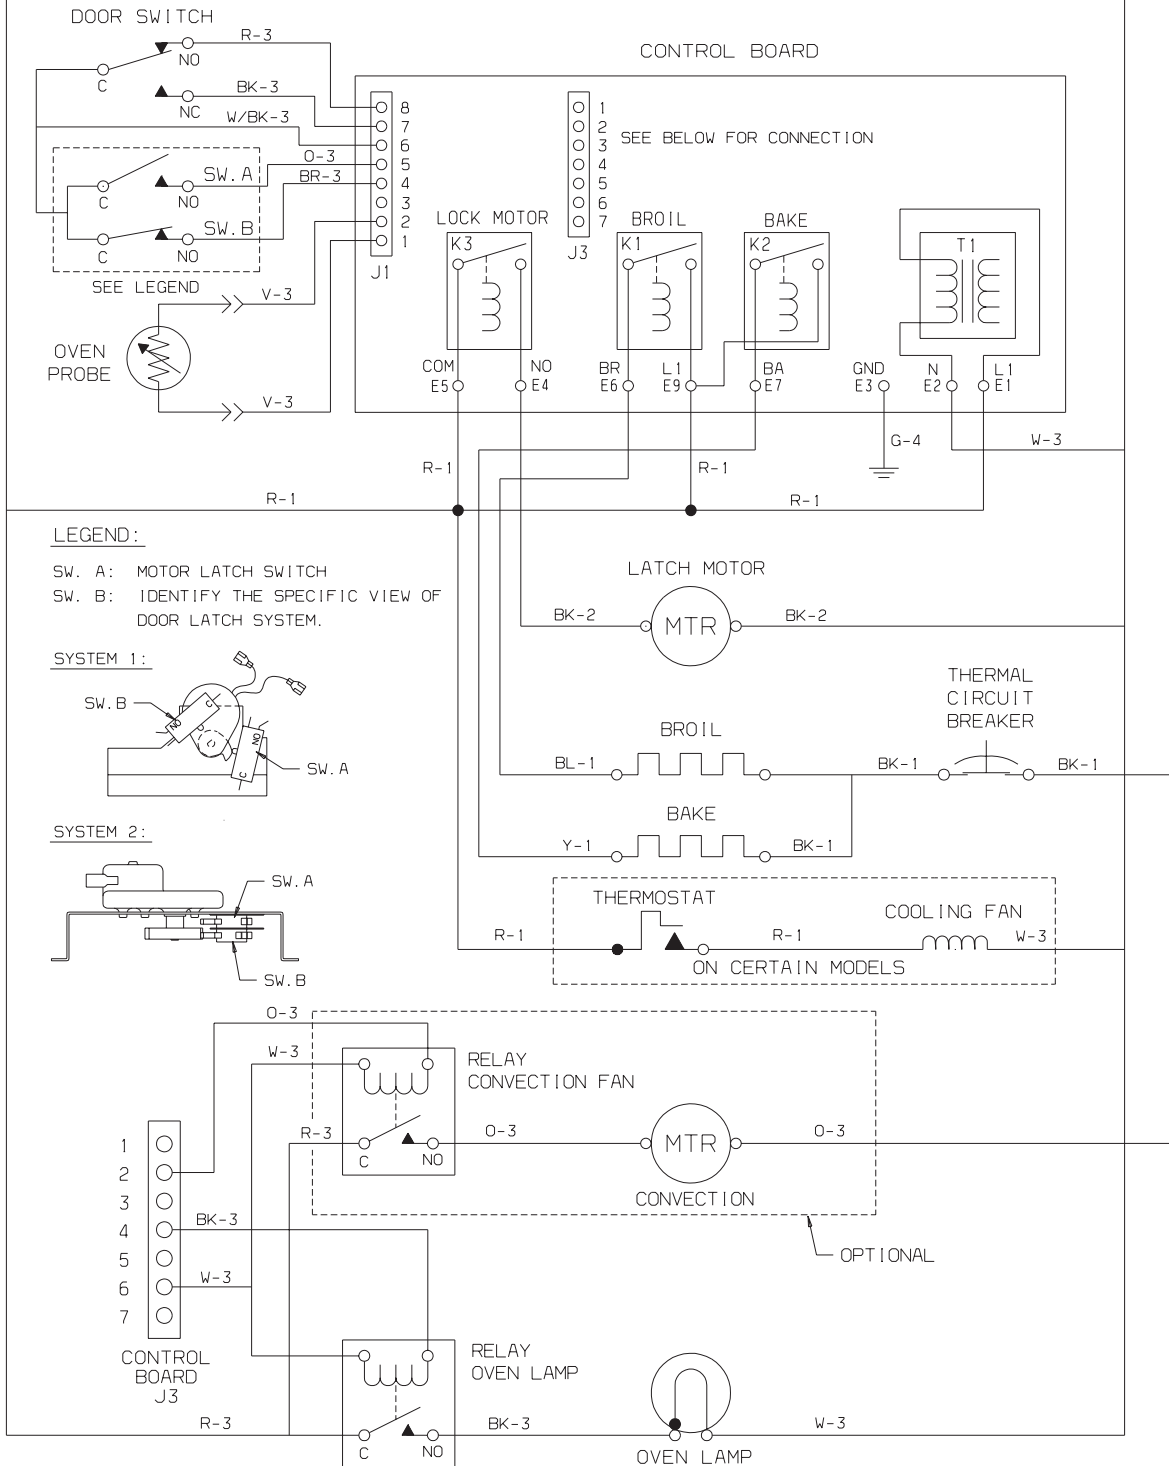 DOOR SWITCH
R-3
NO
C
BK-3
NC
W/BK-3
O-3
SW.A
BR-3
C
NO
SW.B
C
NO
SEE LEGEND
V-3
OVEN
PROBE
V-3
CONTROL BOARD
8
7
6
5
4
3
2
1
J1
1
2
3
4
5
6
7
J3
SEE BELOW FOR CONNECTION
LOCK MOTOR
K3
BROIL
K1
BAKE
K2
T1
COM
E5
NO
E4
BR
E6
L1
E9
BA
E7
GND
E3
N
E2
L1
E1
G-4
W-3
R-1
R-1
R-1
R-1
LEGEND:
SW. A: MOTOR LATCH SWITCH
SW. B: IDENTIFY THE SPECIFIC VIEW OF
DOOR LATCH SYSTEM.
SYSTEM 1:
SW.B
NO
C
NO
C
SW.A
SYSTEM 2:
SW.A
SW.B
LATCH MOTOR
BK-2
MTR
BK-2
THERMAL
CIRCUIT
BREAKER
BROIL
BL-1
BK-1
BK-1
BAKE
Y-1
BK-1
THERMOSTAT
COOLING FAN
R-1
R-1
W-3
ON CERTAIN MODELS
O-3
W-3
RELAY
CONVECTION FAN
R-3
C
NO
O-3
MTR
O-3
CONVECTION
OPTIONAL
1
2
3
4
5
6
7
BK-3
W-3
CONTROL
BOARD
J3
RELAY
OVEN LAMP
R-3
C
NO
BK-3
W-3
OVEN LAMP